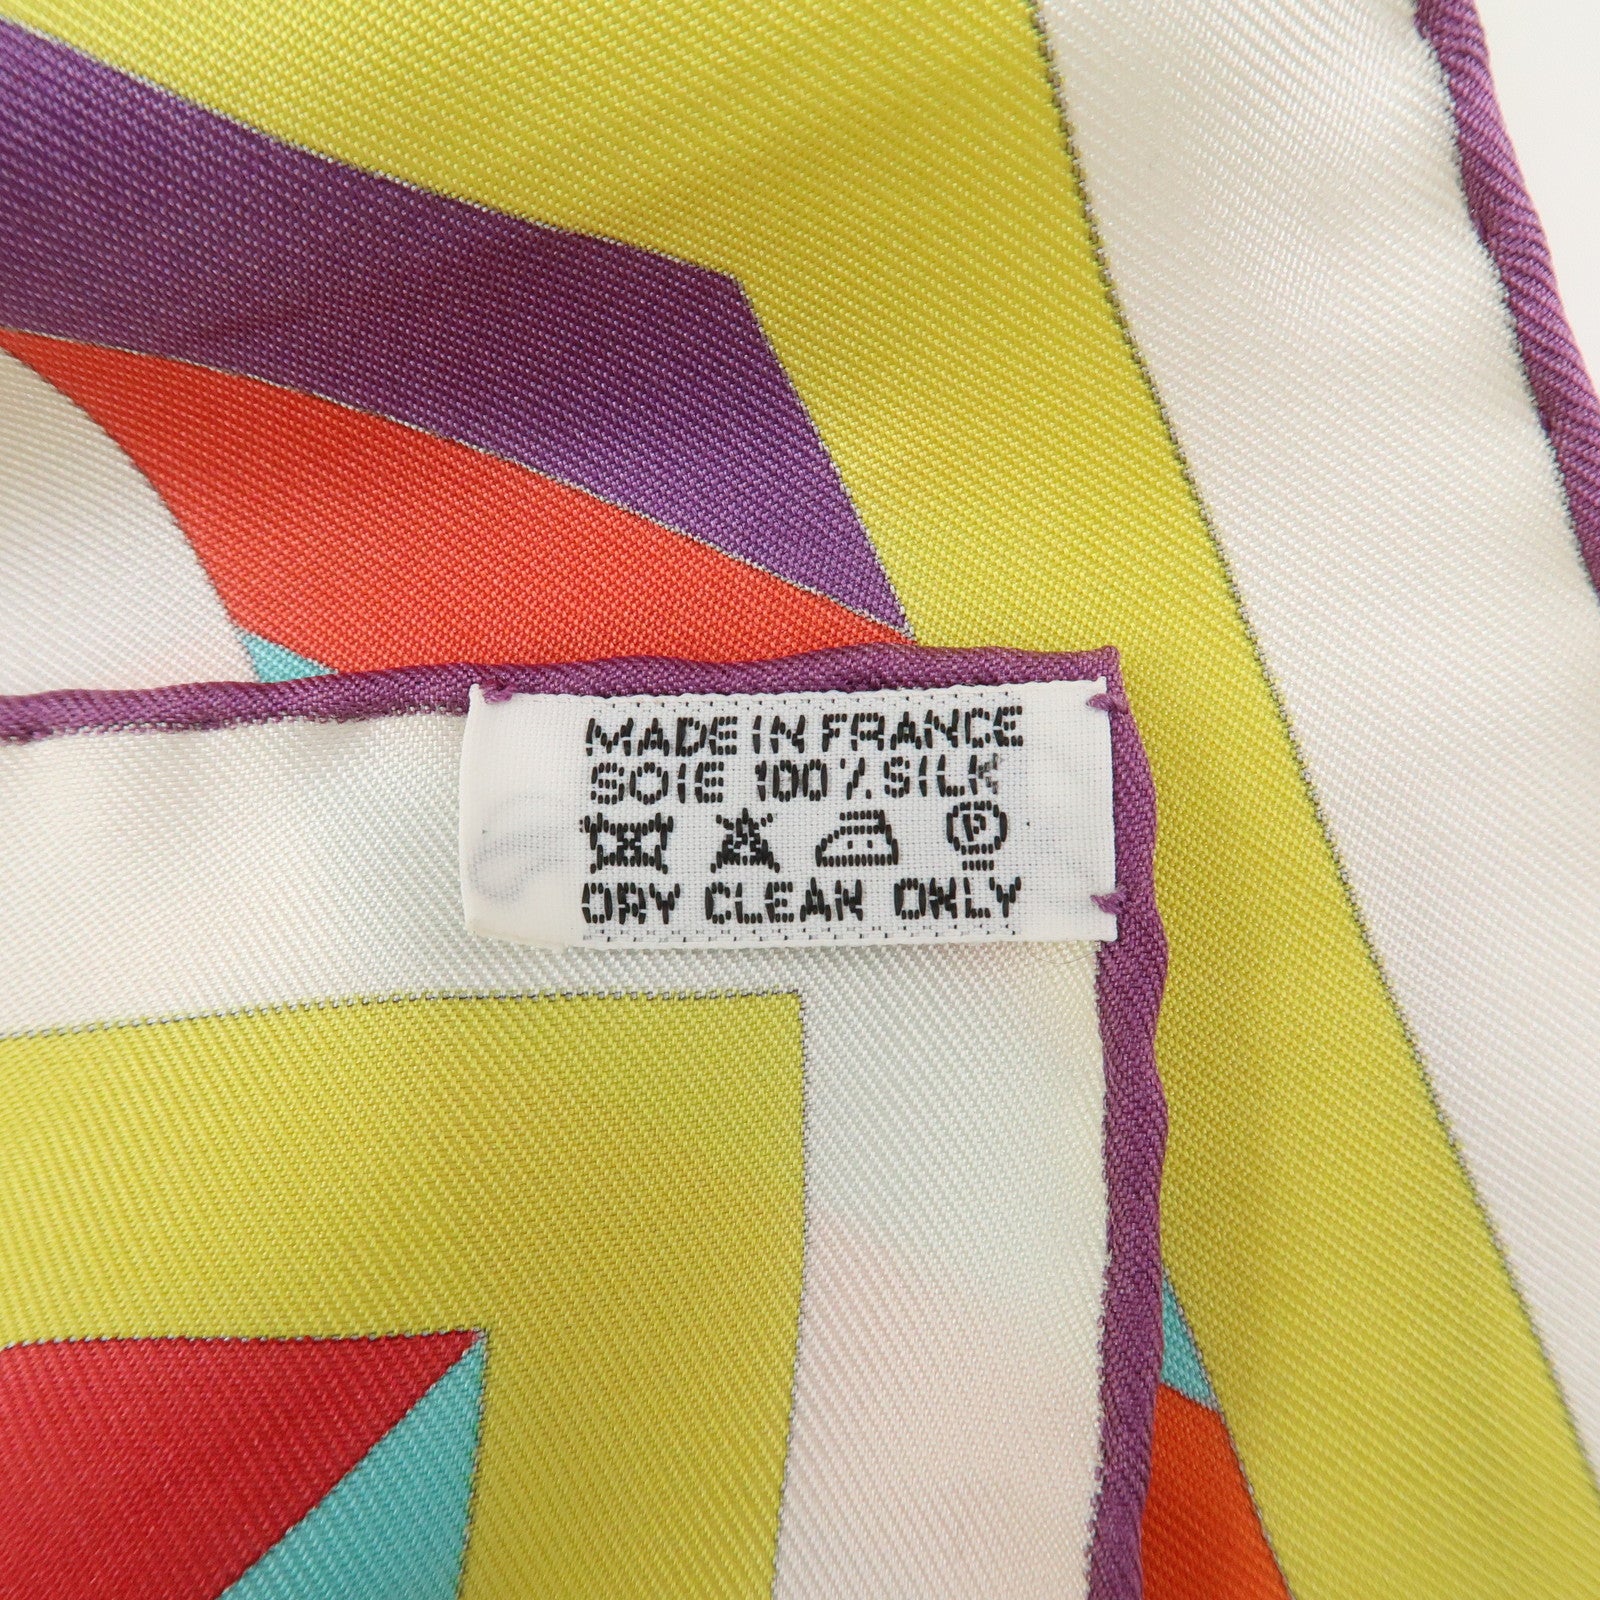 MADE IN FRANCE
SOIE 100% SILK
P
DRY CLEAN ONLY